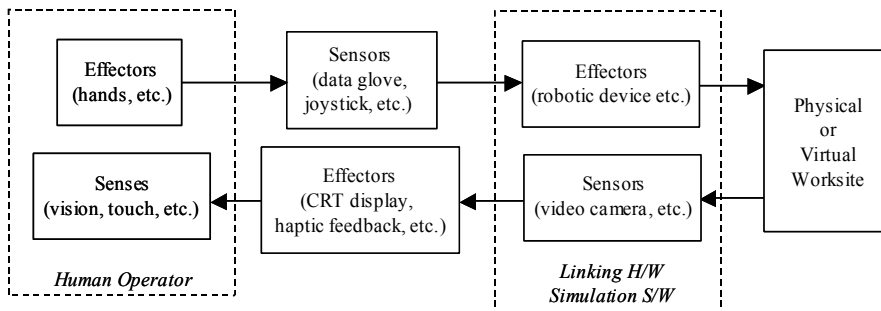 Effectors
(hands, etc.)
Sensors
(data glove,
joystick, etc.)
Effectors
(robotic device etc.)
Physical
or
Virtual
Worksite
Senses
(vision, touch, etc.)
Effectors
(CRT display,
haptic feedback, etc.)
Sensors
(video camera, etc.)
Human Operator
Linking H/W
Simulation S/W